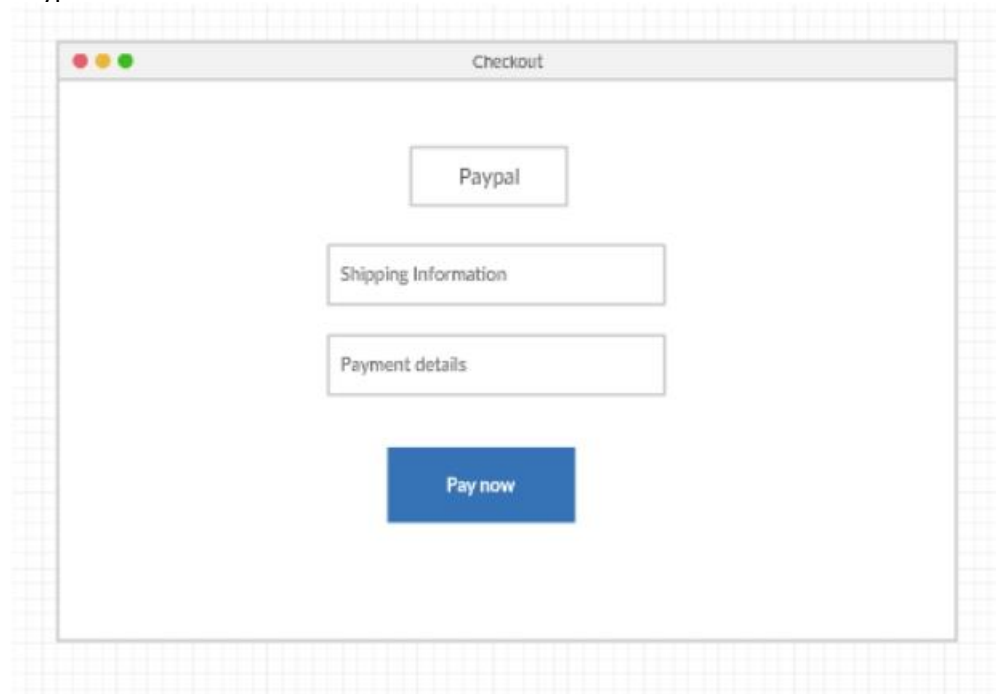 Checkout
Paypal
Shipping Information
Payment details
Pay now